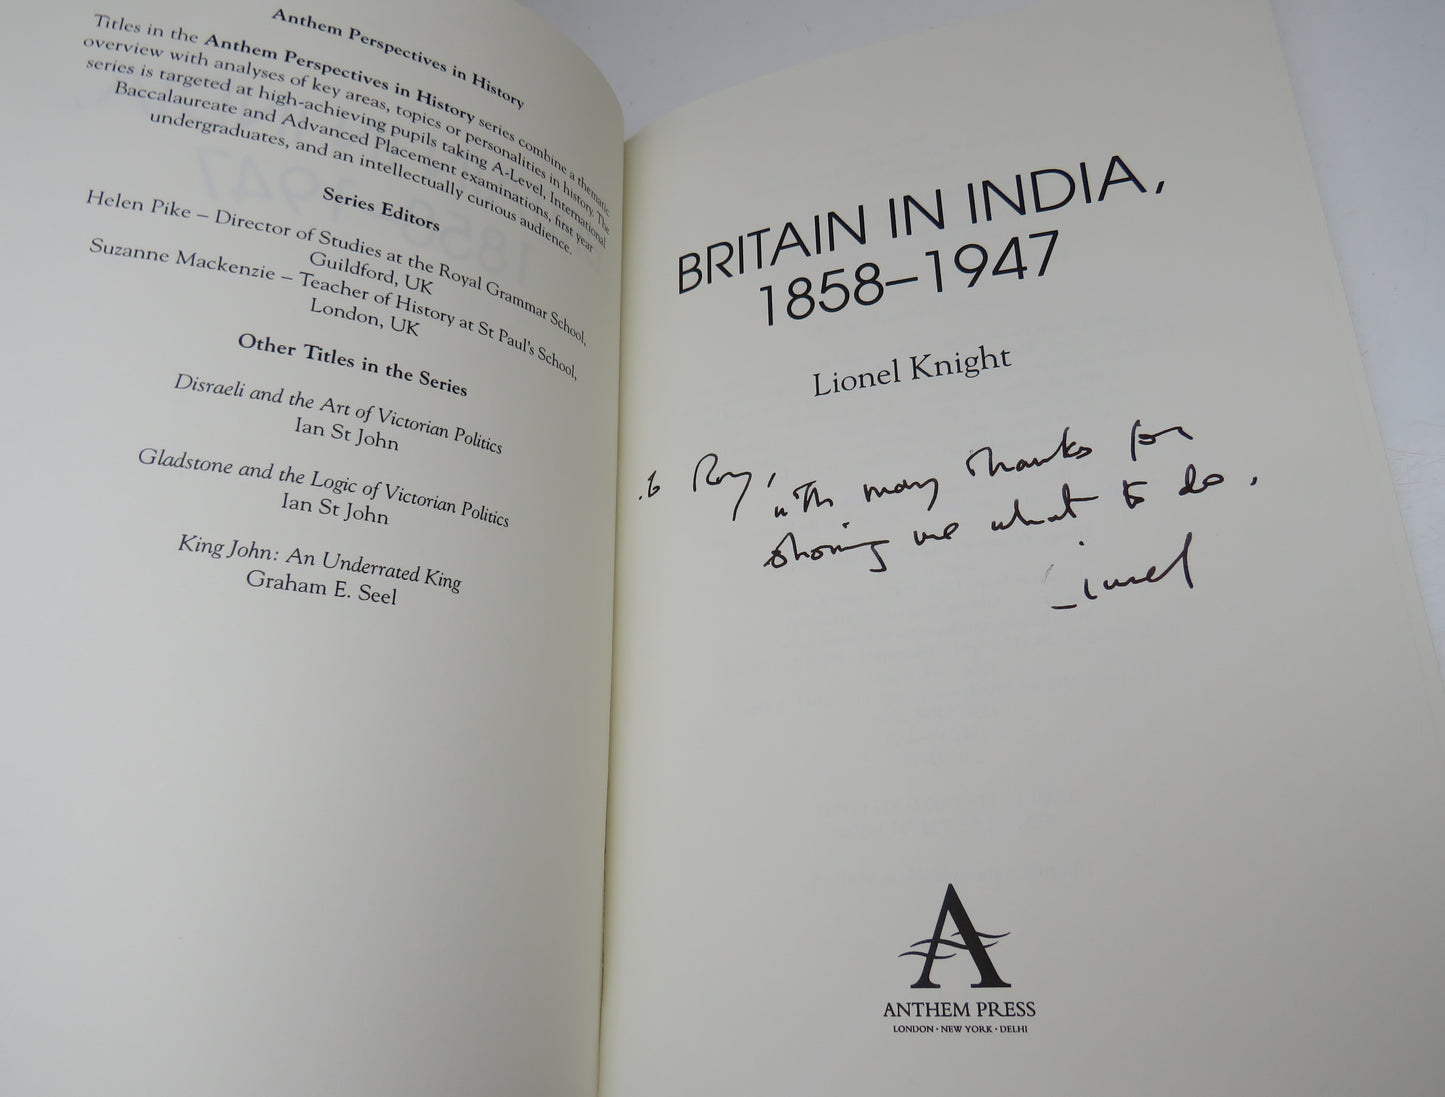 Anthem Perspectives in History
Titles in the Anthem Perspectives in History series combine a thematic
overview with analyses of key areas, topics or personalities in history. The
series is targeted at high-achieving pupils taking A-Level, International
Baccalaureate and Advanced Placement examinations, first year
undergraduates, and an intellectually curious audience.
Series Editors
Helen Pike – Director of Studies at the Royal Grammar School,
Guildford, UK
Suzanne Mackenzie – Teacher of History at St Paul's School,
London, UK
Other Titles in the Series
Disraeli and the Art of Victorian Politics
Ian St John
Gladstone and the Logic of Victorian Politics
Ian St John
King John: An Underrated King
Graham E. Seel
BRITAIN IN INDIA,
1858–1947
Lionel Knight
to Roy,
with many thanks for
showing me what to do.
Lionel
A
ANTHEM PRESS
LONDON · NEW YORK · DELHI